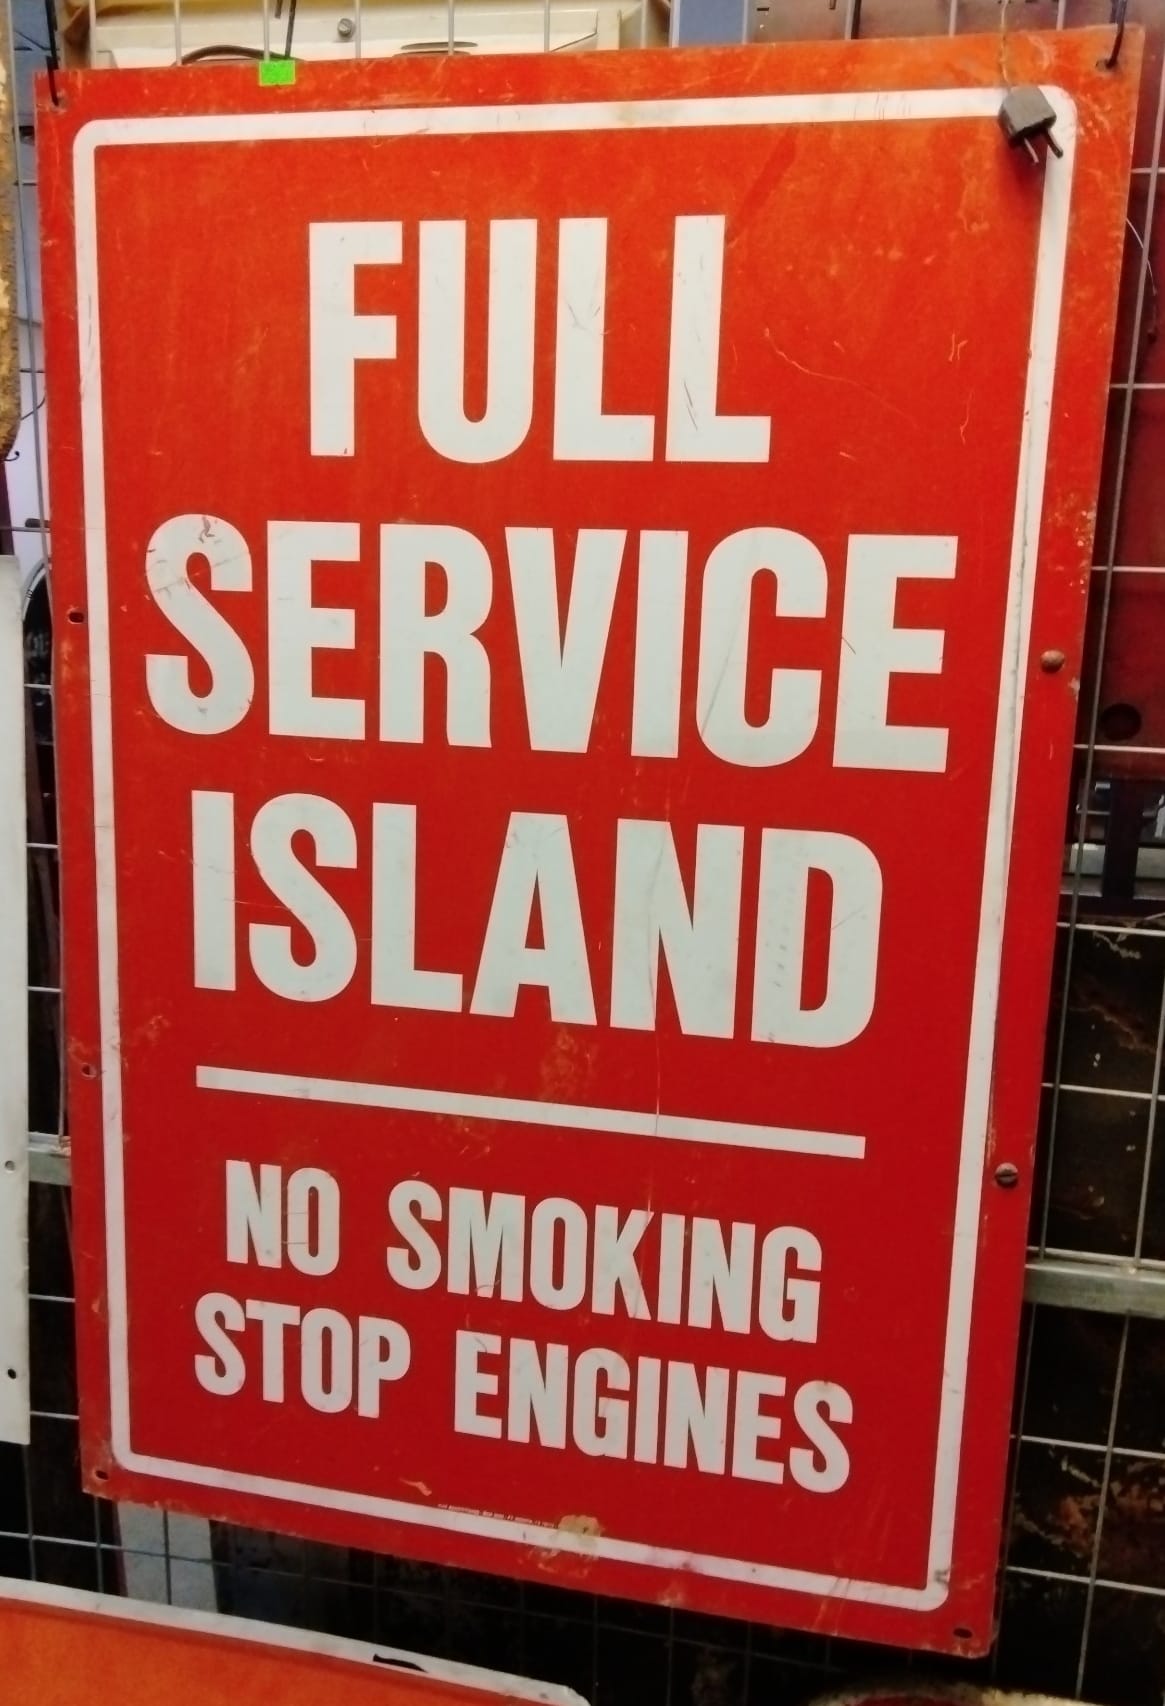 FULL
SERVICE
ISLAND
NO SMOKING
STOP ENGINES